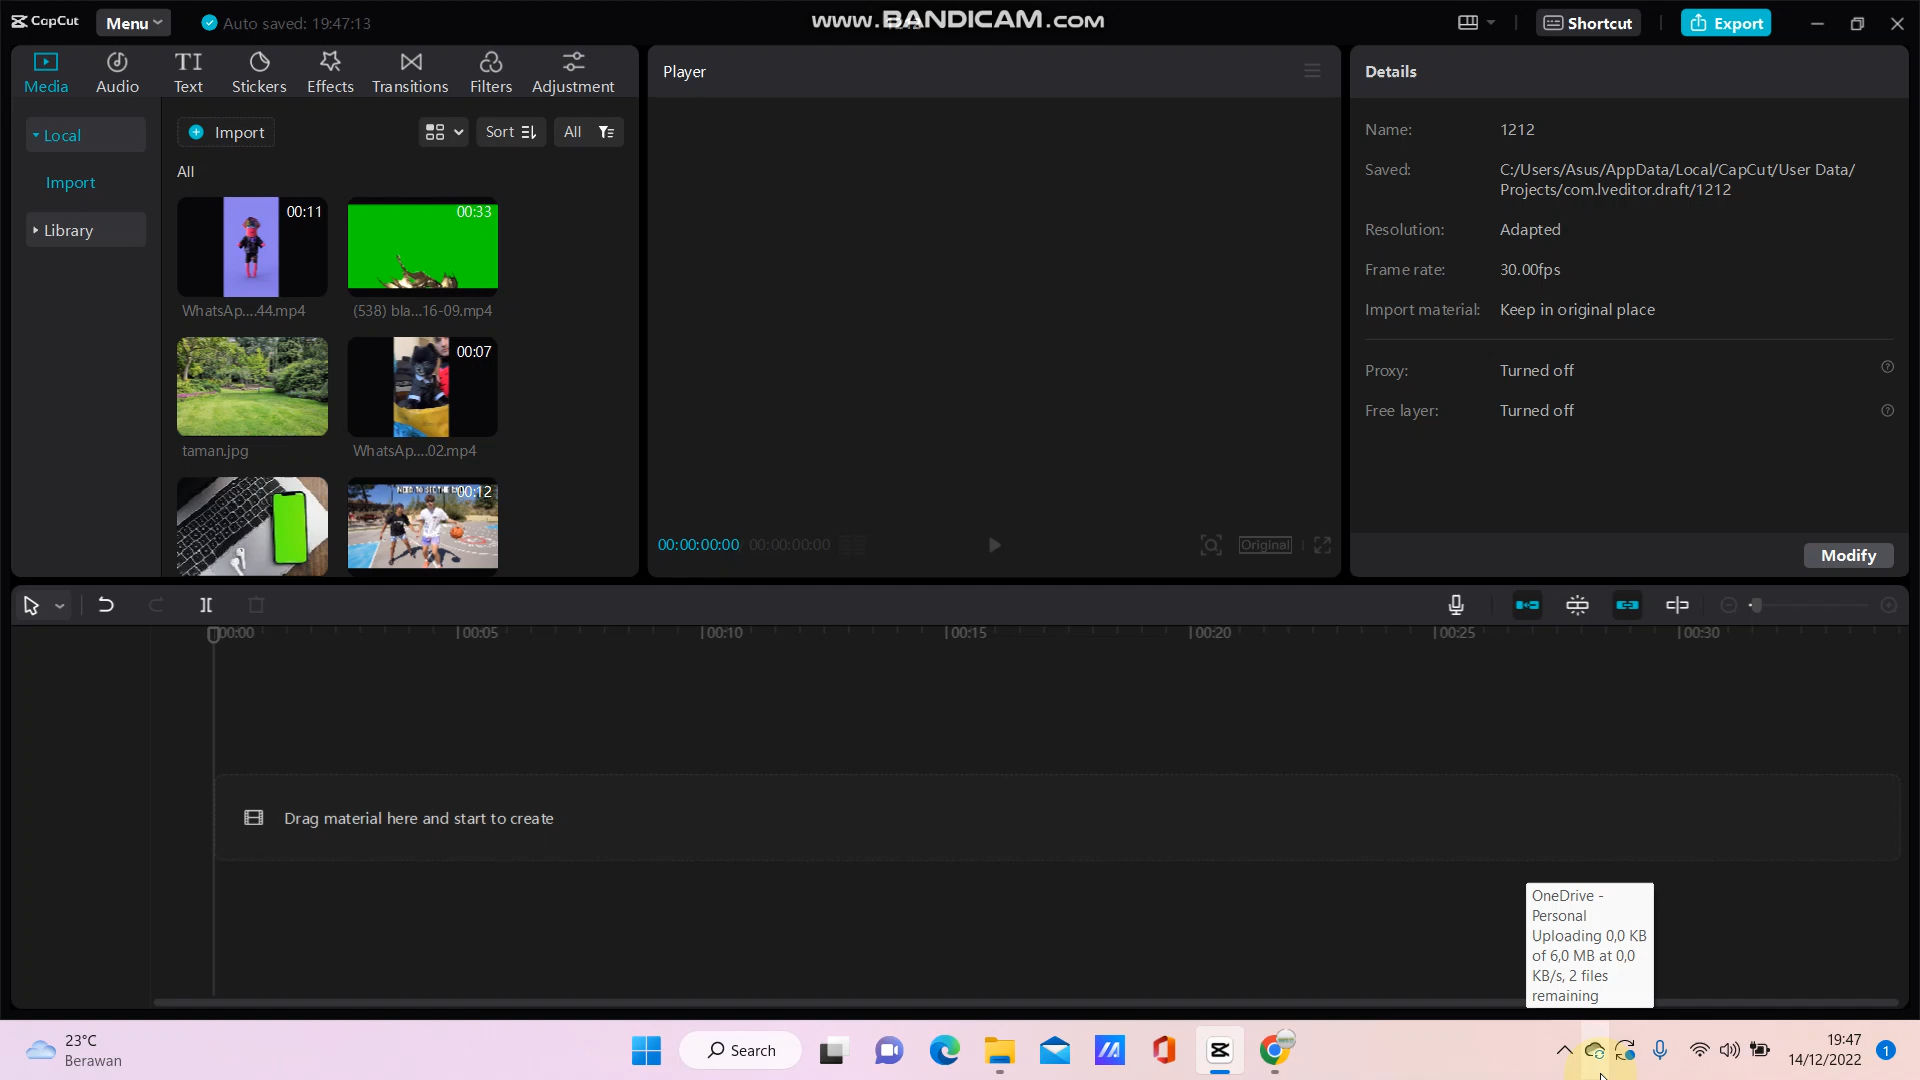 CapCut
Menu
Auto saved: 19:47:13
www.BANDICAM.com
Shortcut
Export
Media
Audio
TI
Text
Stickers
Effects
Transitions
Filters
Adjustment
Player
Details
Local
Import
Library
Import
Sort
All
All
00:11
WhatsAp....44.mp4
00:33
(538) bla...16-09.mp4
taman.jpg
00:07
WhatsAp....02.mp4
NEED TO SEE THE
00:12
00:00:00:00
00:00:00:00
Original
Name:
1212
Saved:
C:/Users/Asus/AppData/Local/CapCut/User Data/
Projects/com.lveditor.draft/1212
Resolution:
Adapted
Frame rate:
30.00fps
Import material:
Keep in original place
Proxy:
Turned off
Free layer:
Turned off
Modify
00:00
00:05
00:10
00:15
00:20
00:25
00:30
Drag material here and start to create
OneDrive -
Personal
Uploading 0,0 KB
of 6,0 MB at 0,0
KB/s, 2 files
remaining
23°C
Berawan
Search
19:47
14/12/2022
1